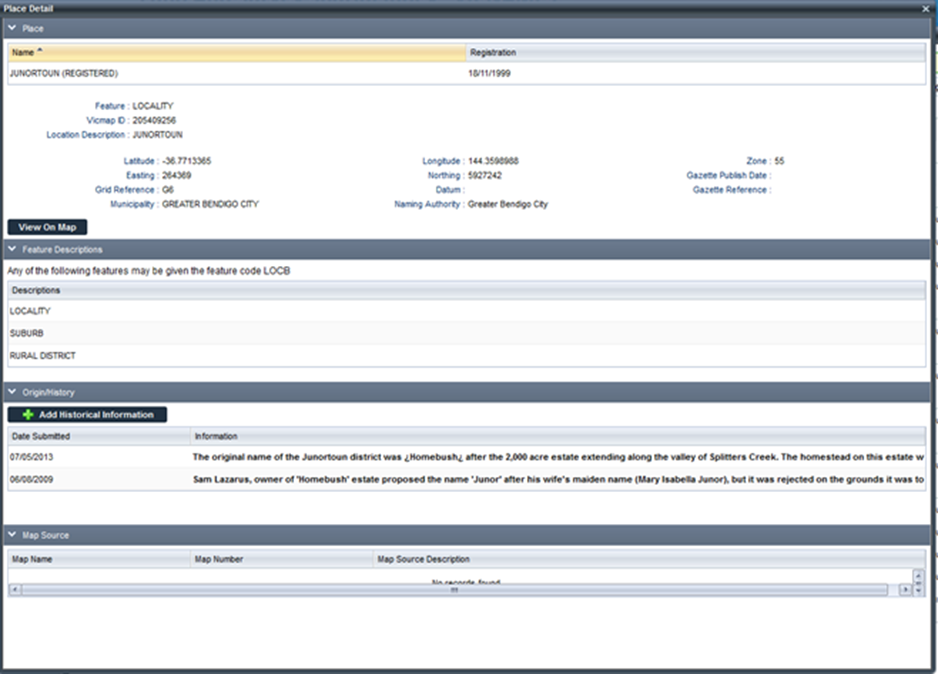 Place Detail
Place
Name Registration
JUNORTOUN (REGISTERED) 18/11/1999
Feature : LOCALITY
Vicmap ID : 205409256
Location Description : JUNORTOUN
Latitude : -36.7713365 Longitude : 144.3598988 Zone : 55
Easting : 264369 Northing : 5927242 Gazette Publish Date :
Grid Reference : G6 Datum : Gazette Reference :
Municipality : GREATER BENDIGO CITY Naming Authority : Greater Bendigo City
View On Map
Feature Descriptions
Any of the following features may be given the feature code LOCB
Descriptions
LOCALITY
SUBURB
RURAL DISTRICT
Origin/History
Add Historical Information
Date Submitted Information
07/05/2013 The original name of the Junortoun district was ¿Homebush¿ after the 2,000 acre estate extending along the valley of Splitters Creek. The homestead on this estate w
06/08/2009 Sam Lazarus, owner of 'Homebush' estate proposed the name 'Junor' after his wife's maiden name (Mary Isabella Junor), but it was rejected on the grounds it was to
Map Source
Map Name Map Number Map Source Description
No records found